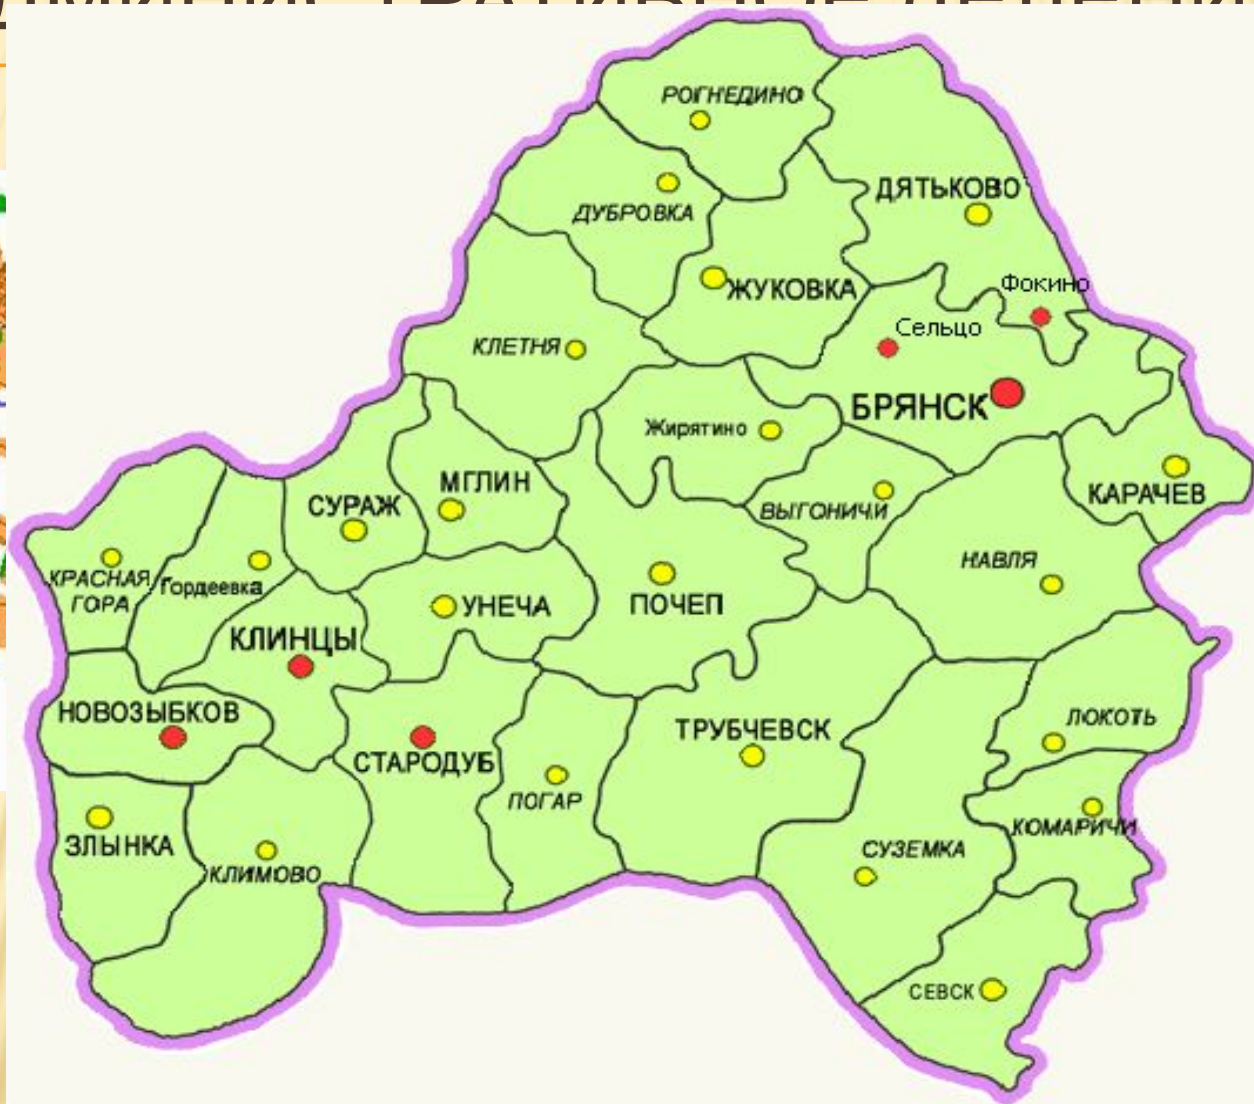 РОГНЕДИНО
ДЯТЬКОВО
ДУБРОВКА
ЖУКОВКА
Фокино
Сельцо
КЛЕТНЯ
БРЯНСК
Жирятино
МГЛИН
КАРАЧЕВ
СУРАЖ
ВЫГОНИЧИ
НАВЛЯ
КРАСНАЯ
ГОРА
Гордеевка
УНЕЧА
ПОЧЕП
КЛИНЦЫ
НОВОЗЫБКОВ
ЛОКОТЬ
ТРУБЧЕВСК
СТАРОДУБ
ПОГАР
КОМАРИЧИ
ЗЛЫНКА
СУЗЕМКА
КЛИМОВО
СЕВСК